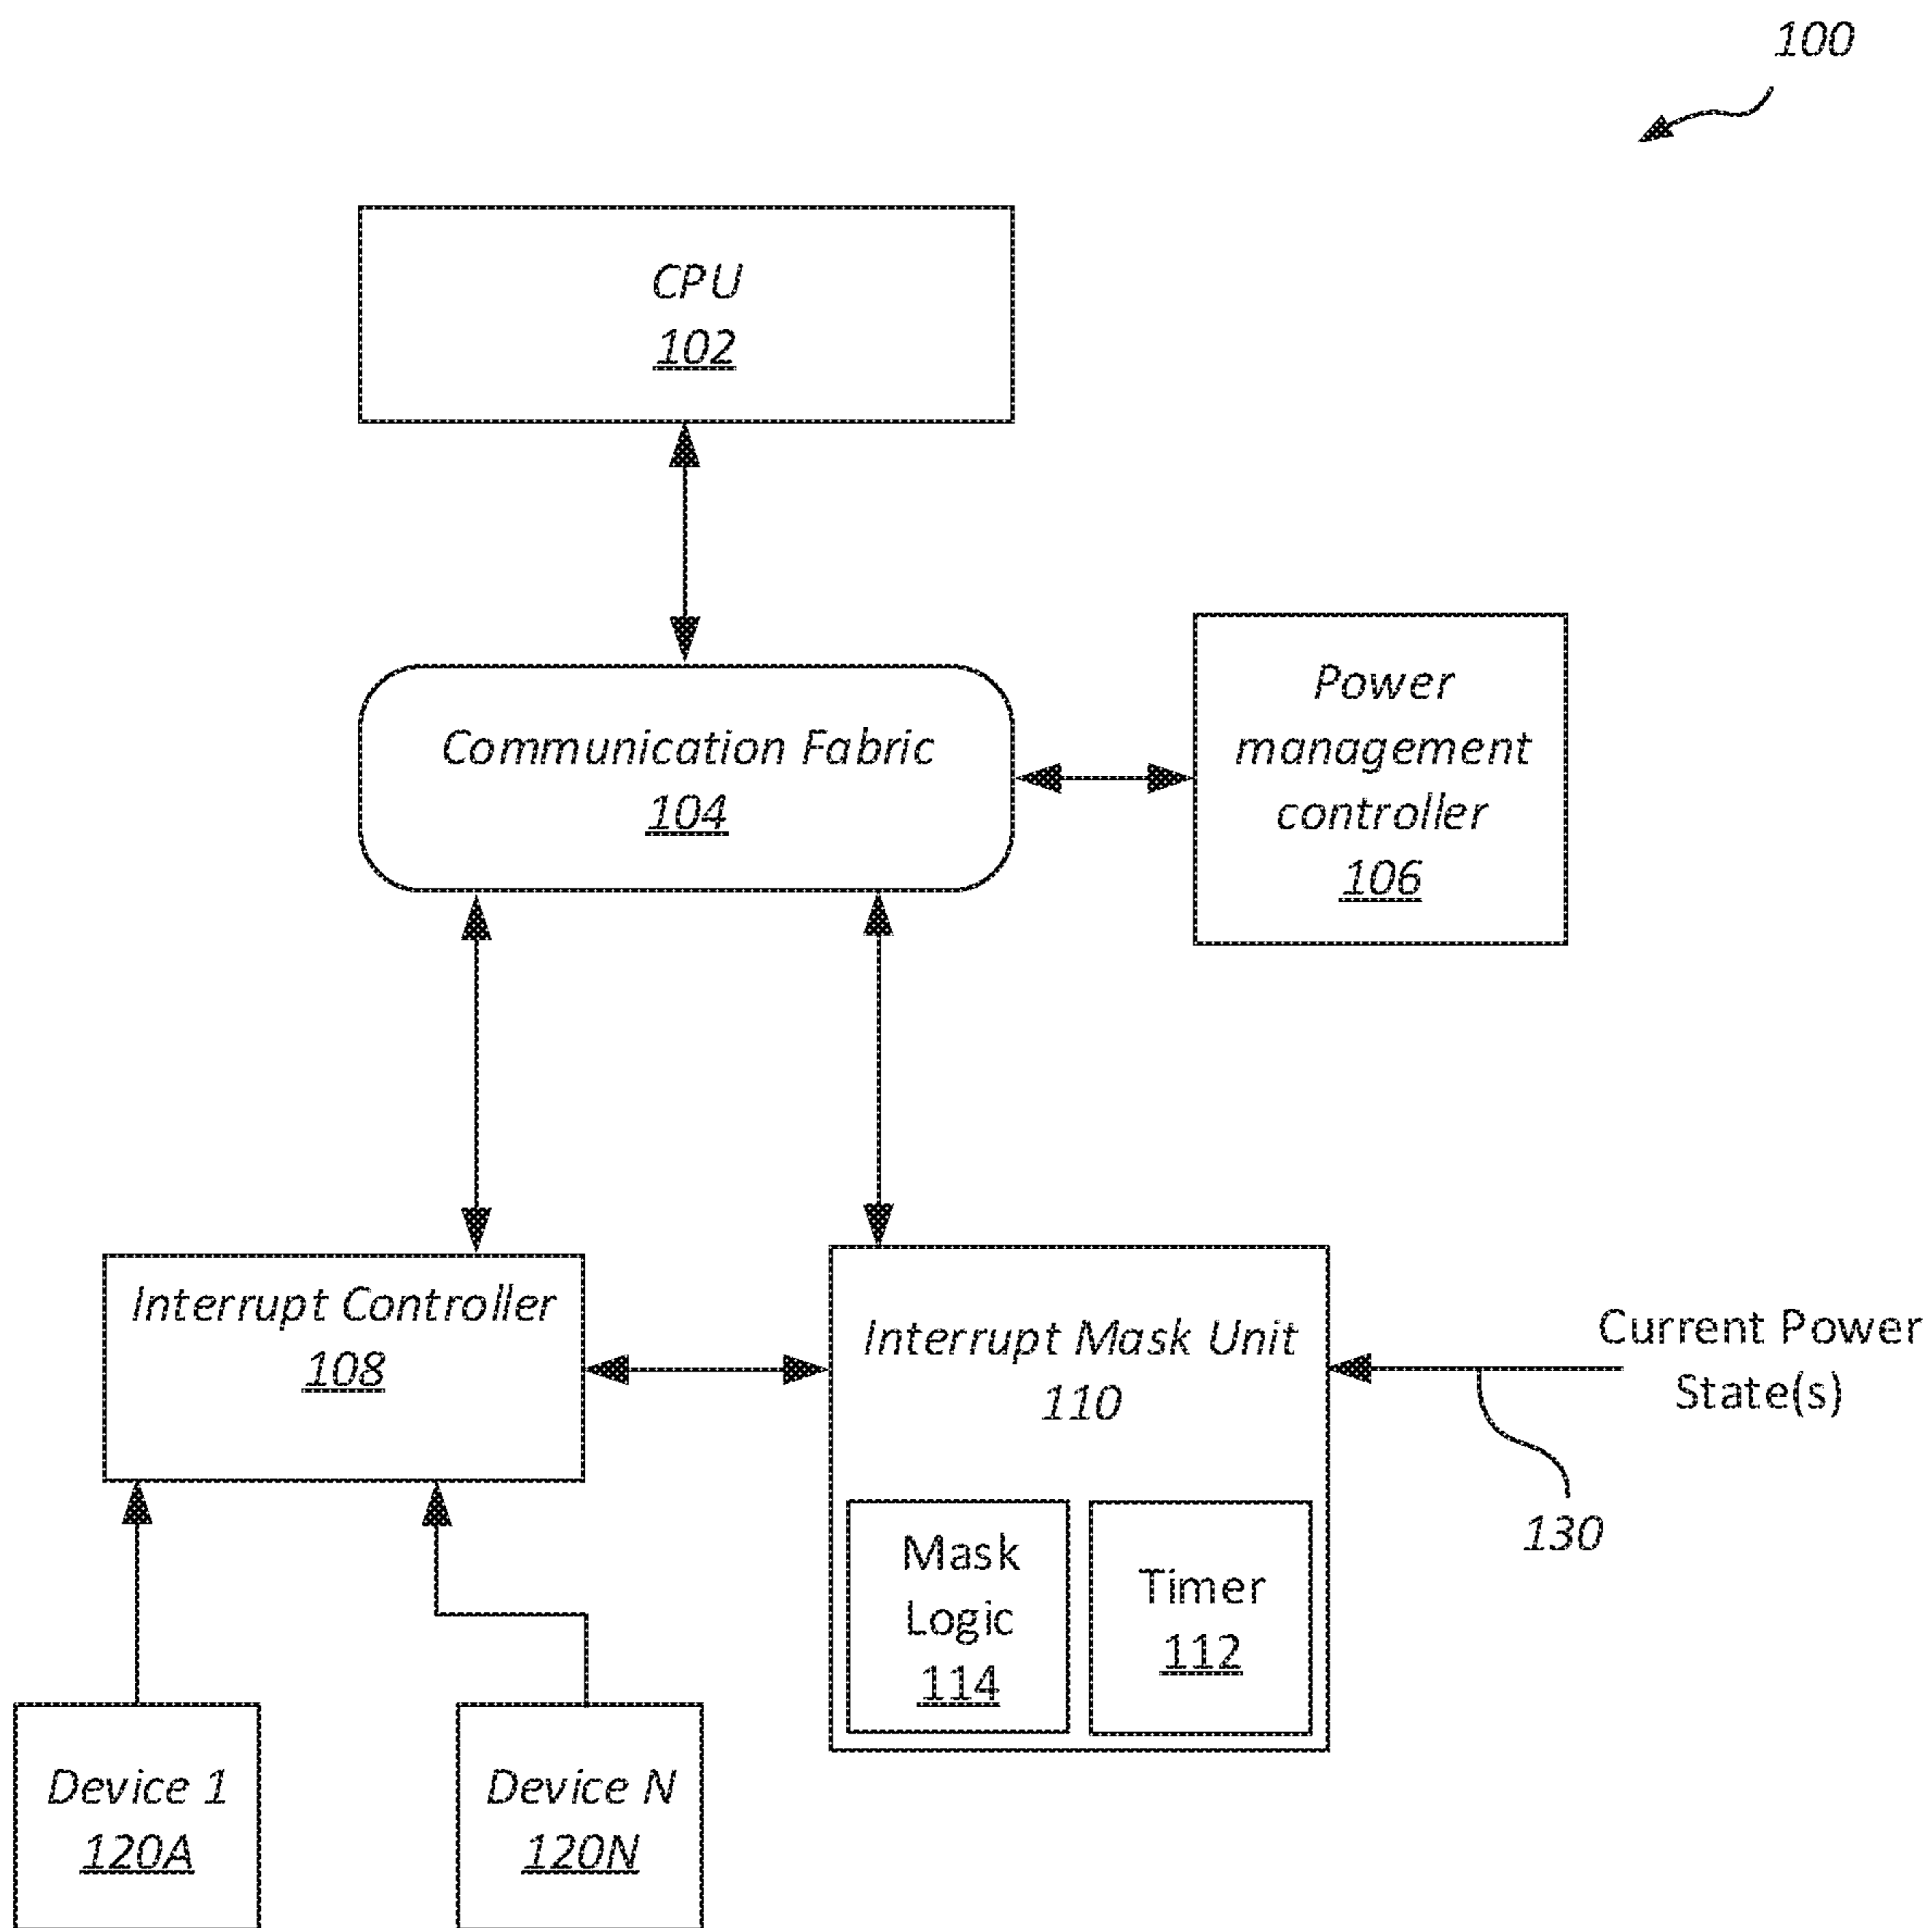 100
CPU
102
Communication Fabric
104
Power
management
controller
106
Interrupt Controller
108
Interrupt Mask Unit
110
Current Power
State(s)
130
Mask
Logic
114
Timer
112
Device 1
120A
Device N
120N